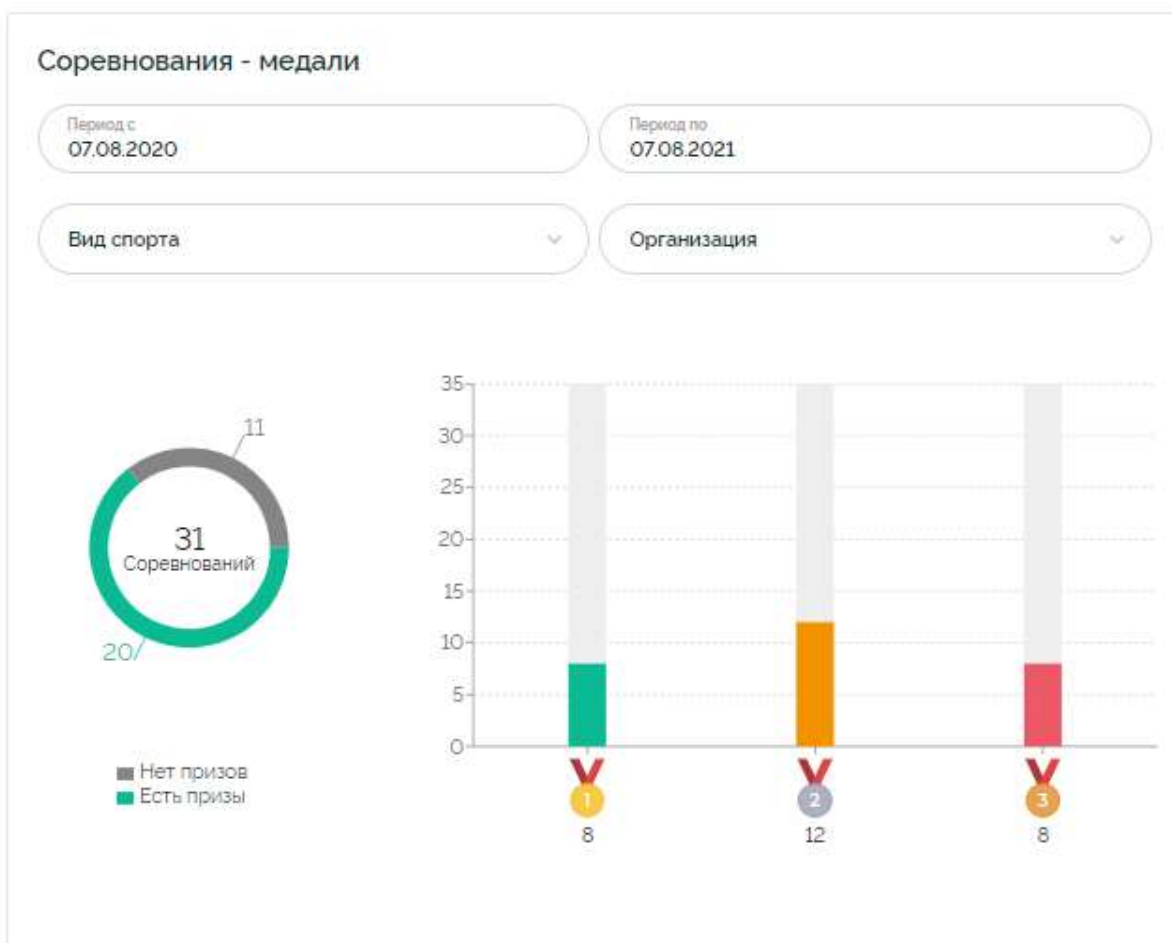 Соревнования - медали
Период с
07.08.2020
Период по
07.08.2021
Вид спорта
Организация
11
31
Соревнований
20
Нет призов
Есть призы
35
30
25
20
15
10
5
0
1
2
3
8
12
8